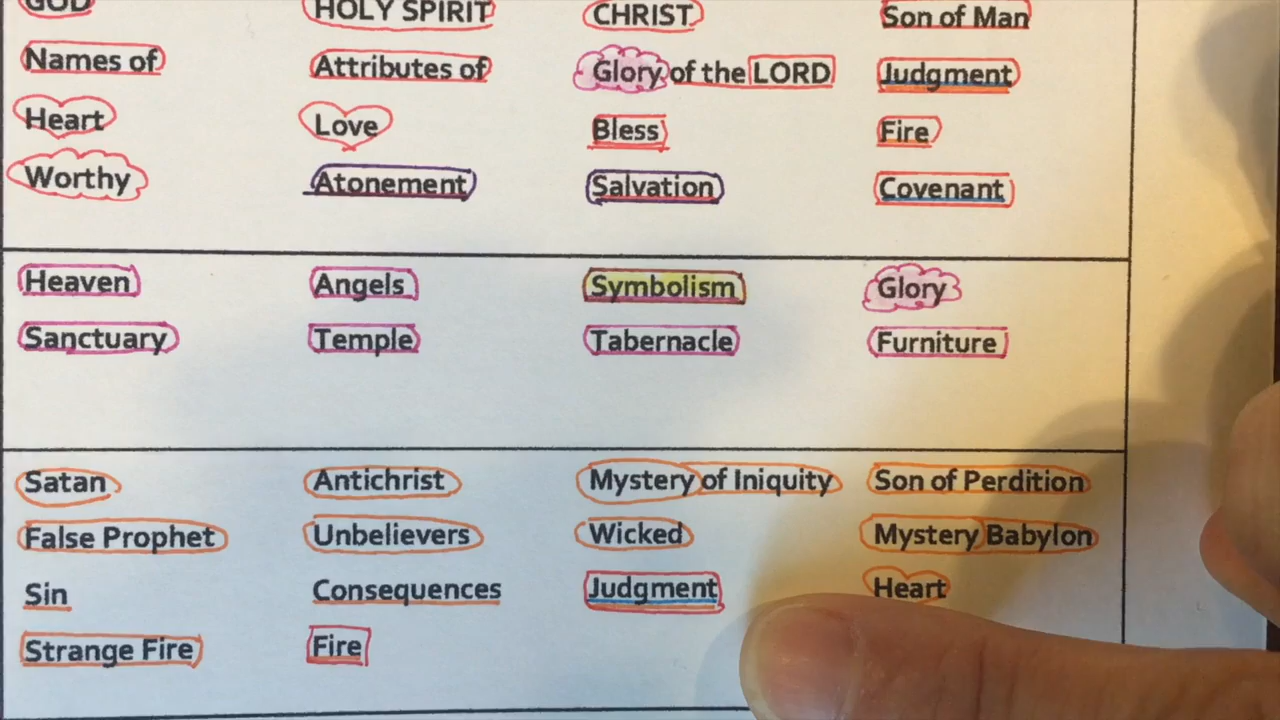 GOD HOLY SPIRIT CHRIST Son of Man
Names of Attributes of Glory of the LORD Judgment
Heart Love Bless Fire
Worthy Atonement Salvation Covenant
Heaven Angels Symbolism Glory
Sanctuary Temple Tabernacle Furniture
Satan Antichrist Mystery of Iniquity Son of Perdition
False Prophet Unbelievers Wicked Mystery Babylon
Sin Consequences Judgment Heart
Strange Fire Fire